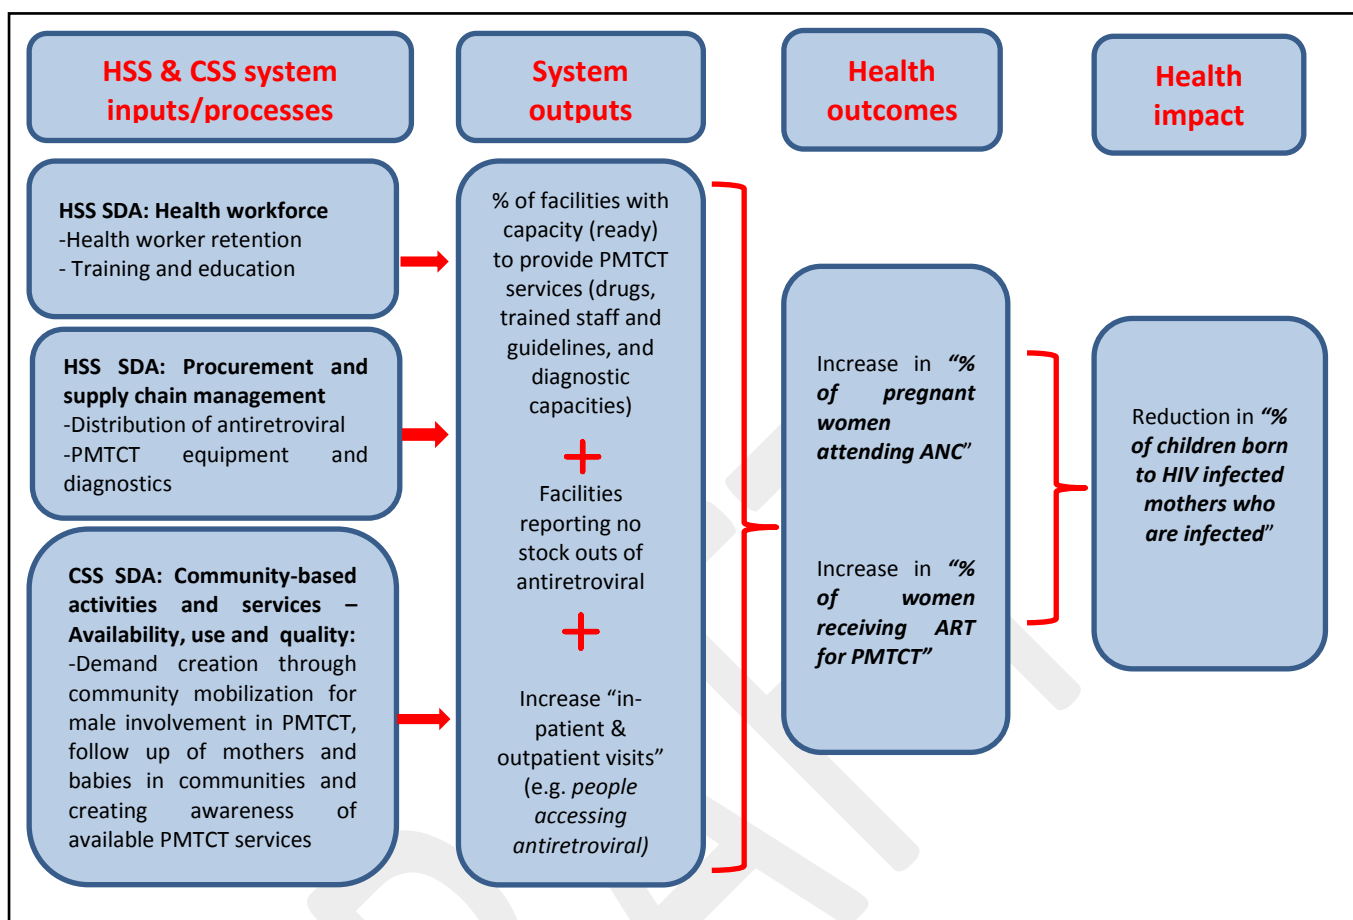 HSS & CSS system
inputs/processes
System
outputs
Health
outcomes
Health
impact
HSS SDA: Health workforce
-Health worker retention
- Training and education
HSS SDA: Procurement and
supply chain management
-Distribution of antiretroviral
-PMTCT equipment and
diagnostics
CSS SDA: Community-based
activities and services –
Availability, use and quality:
-Demand creation through
community mobilization for
male involvement in PMTCT,
follow up of mothers and
babies in communities and
creating awareness of
available PMTCT services
% of facilities with
capacity (ready)
to provide PMTCT
services (drugs,
trained staff and
guidelines, and
diagnostic
capacities)
+
Facilities
reporting no
stock outs of
antiretroviral
+
Increase “in-
patient &
outpatient visits”
(e.g. people
accessing
antiretroviral)
Increase in “%
of pregnant
women
attending ANC”
Increase in “%
of women
receiving ART
for PMTCT”
Reduction in “%
of children born
to HIV infected
mothers who
are infected”
DRAFT